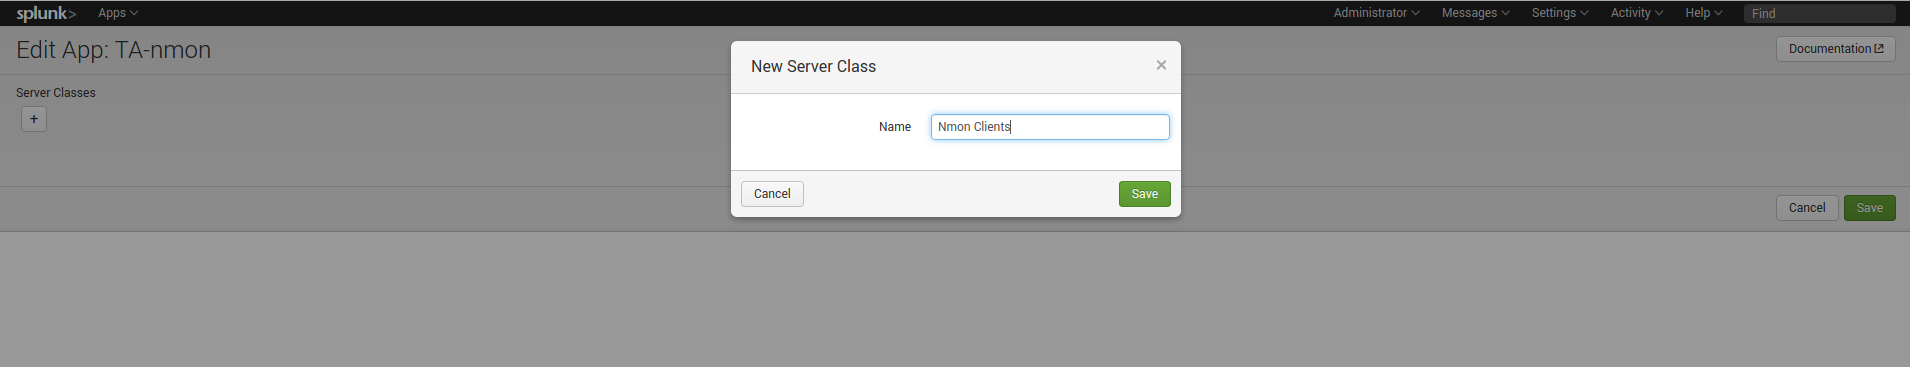 splunk> Apps Administrator Messages Settings Activity Help Find
Edit App: TA-nmon
Documentation
New Server Class
×
Server Classes
+
Name Nmon Clients
Cancel Save
Cancel Save